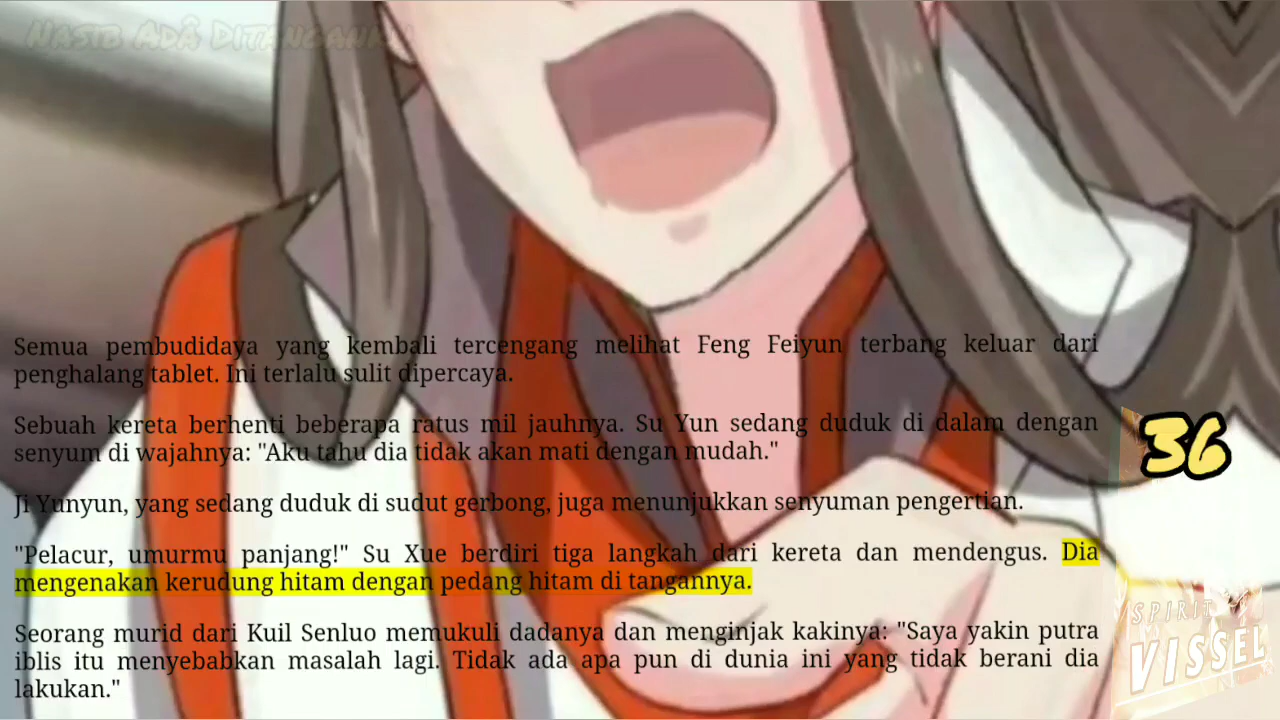 NASIB ADA DITANGANKU
Semua pembudidaya yang kembali tercengang melihat Feng Feiyun terbang keluar dari
penghalang tablet. Ini terlalu sulit dipercaya.
Sebuah kereta berhenti beberapa ratus mil jauhnya. Su Yun sedang duduk di dalam dengan
senyum di wajahnya: "Aku tahu dia tidak akan mati dengan mudah."
Ji Yunyun, yang sedang duduk di sudut gerbong, juga menunjukkan senyuman pengertian.
"Pelacur, umurmu panjang!" Su Xue berdiri tiga langkah dari kereta dan mendengus. Dia
mengenakan kerudung hitam dengan pedang hitam di tangannya.
Seorang murid dari Kuil Senluo memukuli dadanya dan menginjak kakinya: "Saya yakin putra
iblis itu menyebabkan masalah lagi. Tidak ada apa pun di dunia ini yang tidak berani dia
lakukan."
36
SPIRIT
VISSEL